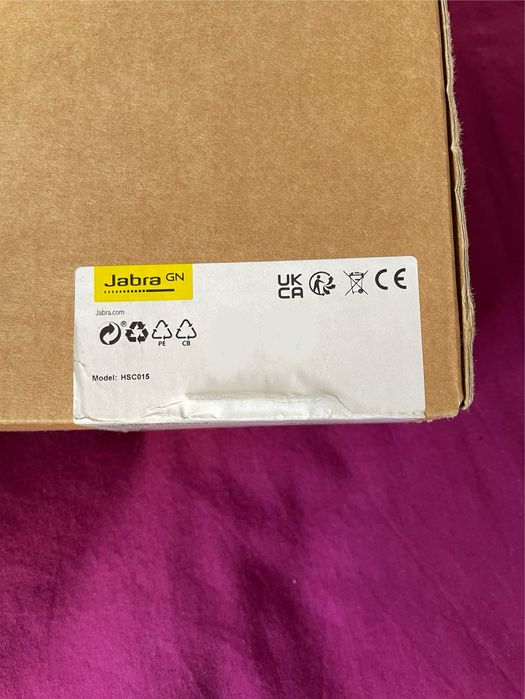 Jabra GN
UK
CA
CE
Jabra.com
®
PE
CB
Model: HSC015